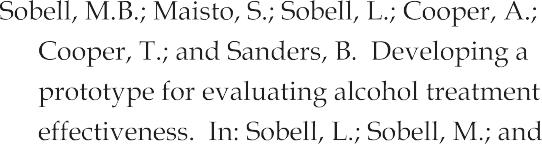 Sobell, M.B.; Maisto, S.; Sobell, L.; Cooper, A.;
Cooper, T.; and Sanders, B. Developing a
prototype for evaluating alcohol treatment
effectiveness. In: Sobell, L.; Sobell, M.; and